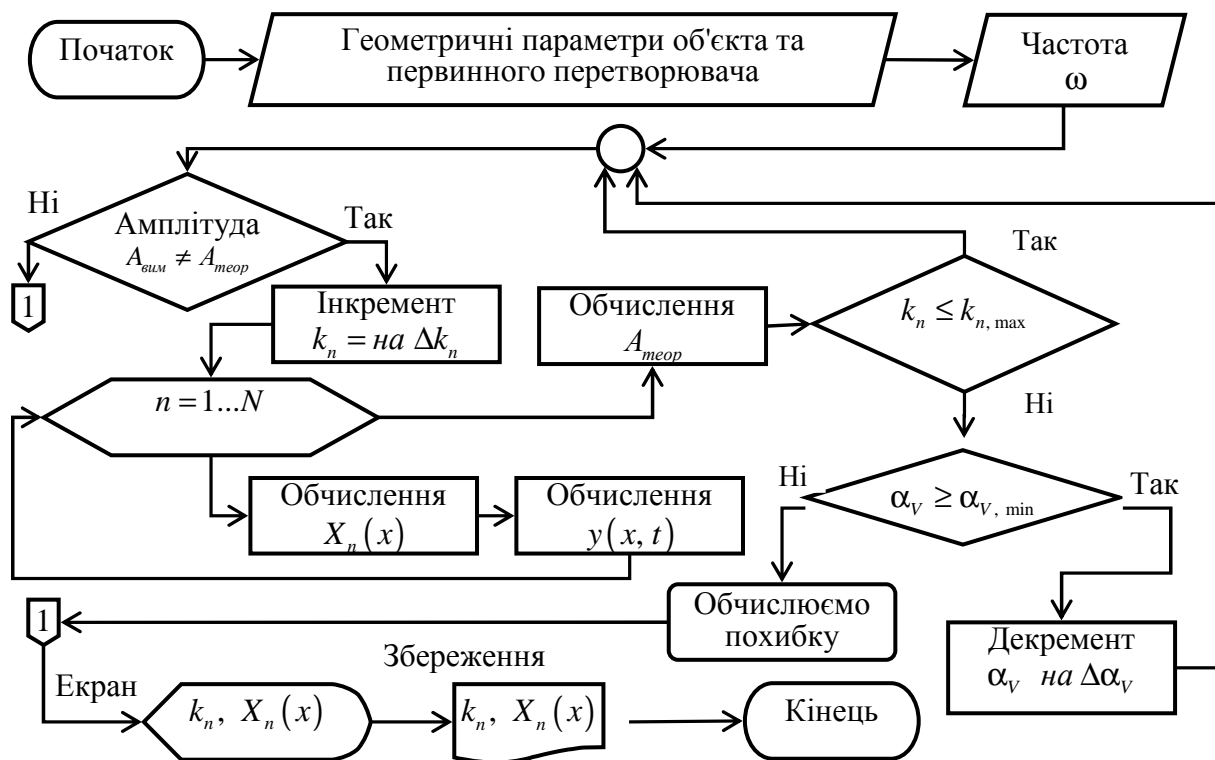 Початок
Геометричні параметри об'єкта та
первинного перетворювача
Частота
ω
Ні
Амплітуда
A_вим ≠ A_теор
Так
1
Інкремент
k_n = на Δk_n
Обчислення
A_теор
Так
k_n ≤ k_n, max
Ні
n = 1...N
Обчислення
X_n(x)
Обчислення
y(x, t)
Ні
α_V ≥ α_V, min
Так
Обчислюємо
похибку
Декремент
α_V на Δα_V
1
Екран
k_n, X_n(x)
Збереження
k_n, X_n(x)
Кінець